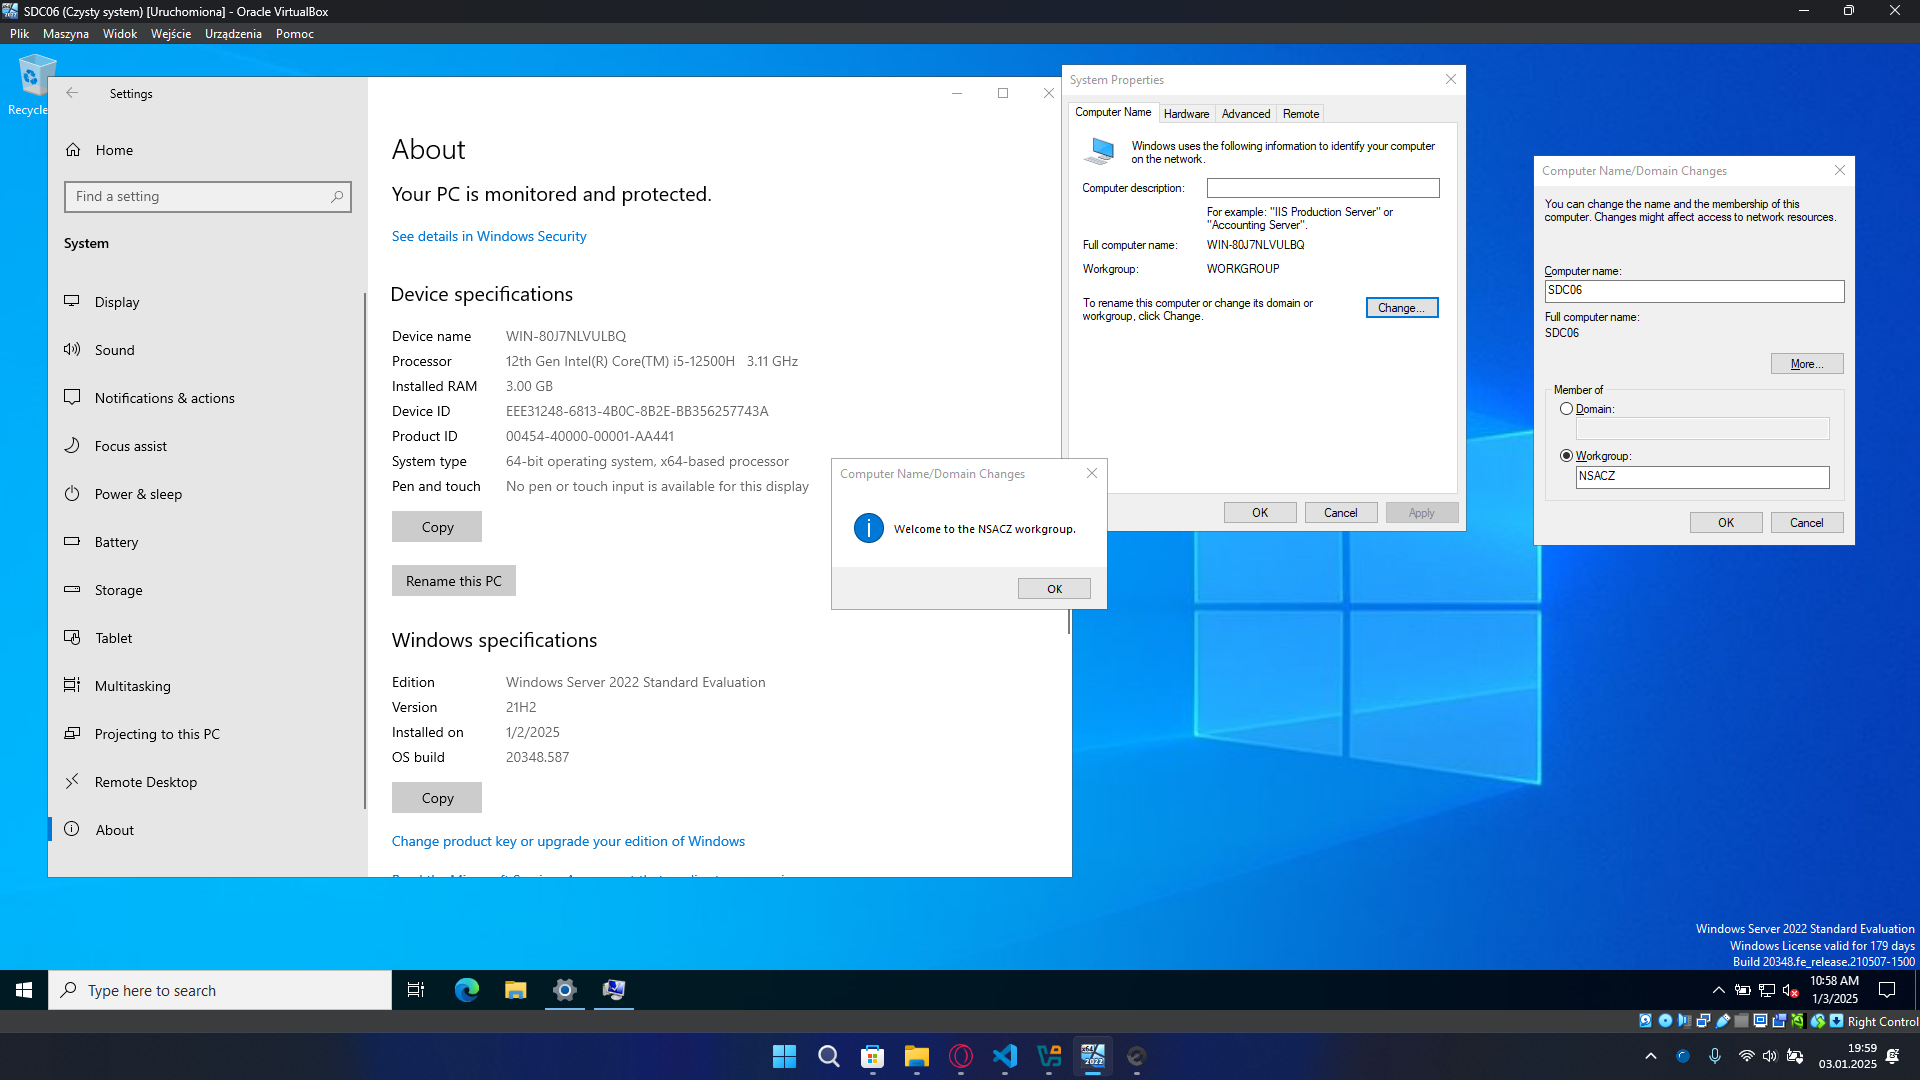 SDC06 (Czysty system) [Uruchomiona] - Oracle VirtualBox
Plik Maszyna Widok Wejście Urządzenia Pomoc
Recycle
Settings
Home
Find a setting
System
Display
Sound
Notifications & actions
Focus assist
Power & sleep
Battery
Storage
Tablet
Multitasking
Projecting to this PC
Remote Desktop
About
About
Your PC is monitored and protected.
See details in Windows Security
Device specifications
Device name WIN-80J7NLVULBQ
Processor 12th Gen Intel(R) Core(TM) i5-12500H 3.11 GHz
Installed RAM 3.00 GB
Device ID EEE31248-6813-4B0C-8B2E-BB356257743A
Product ID 00454-40000-00001-AA441
System type 64-bit operating system, x64-based processor
Pen and touch No pen or touch input is available for this display
Copy
Rename this PC
Windows specifications
Edition Windows Server 2022 Standard Evaluation
Version 21H2
Installed on 1/2/2025
OS build 20348.587
Copy
Change product key or upgrade your edition of Windows
System Properties
Computer Name Hardware Advanced Remote
Windows uses the following information to identify your computer
on the network.
Computer description:
For example: "IIS Production Server" or
"Accounting Server".
Full computer name: WIN-80J7NLVULBQ
Workgroup: WORKGROUP
To rename this computer or change its domain or
workgroup, click Change.
Change...
OK Cancel Apply
Computer Name/Domain Changes
Welcome to the NSACZ workgroup.
OK
Computer Name/Domain Changes
You can change the name and the membership of this
computer. Changes might affect access to network resources.
Computer name:
SDC06
Full computer name:
SDC06
More...
Member of
Domain:
Workgroup:
NSACZ
OK Cancel
Windows Server 2022 Standard Evaluation
Windows License valid for 179 days
Build 20348.fe_release.210507-1500
Type here to search
10:58 AM
1/3/2025
Right Control
x64
2022
19:59
03.01.2025